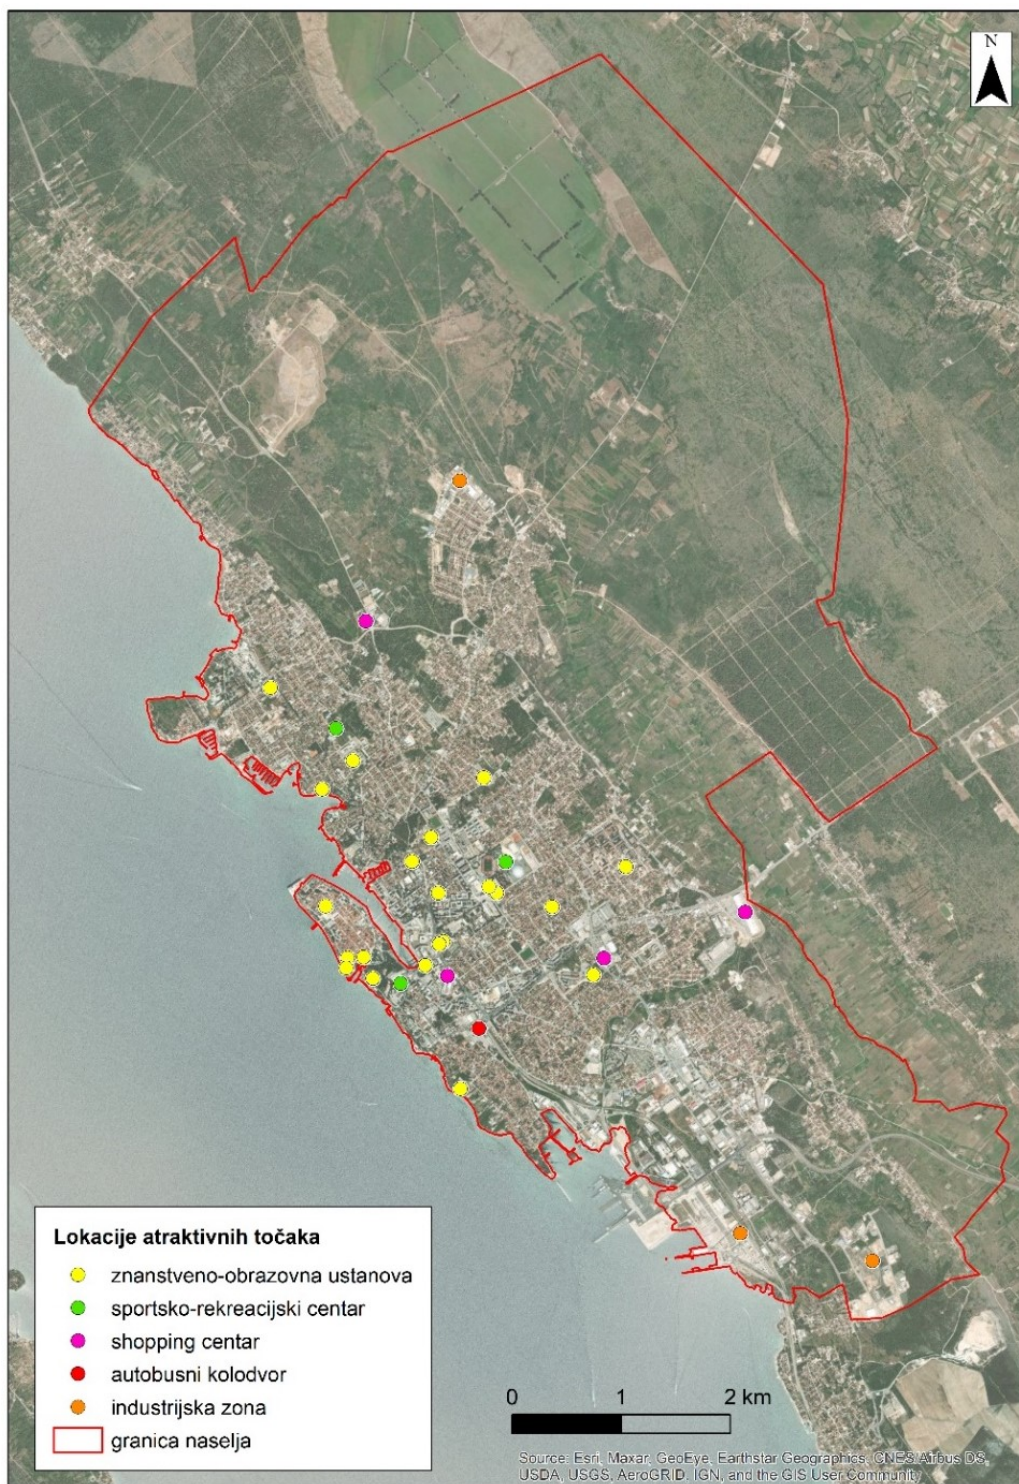 N
Lokacije atraktivnih točaka
znanstveno-obrazovna ustanova
sportsko-rekreacijski centar
shopping centar
autobusni kolodvor
industrijska zona
granica naselja
0 1 2 km
Source: Esri, Maxar, GeoEye, Earthstar Geographics, CNES/Airbus DS,
USDA, USGS, AeroGRID, IGN, and the GIS User Community